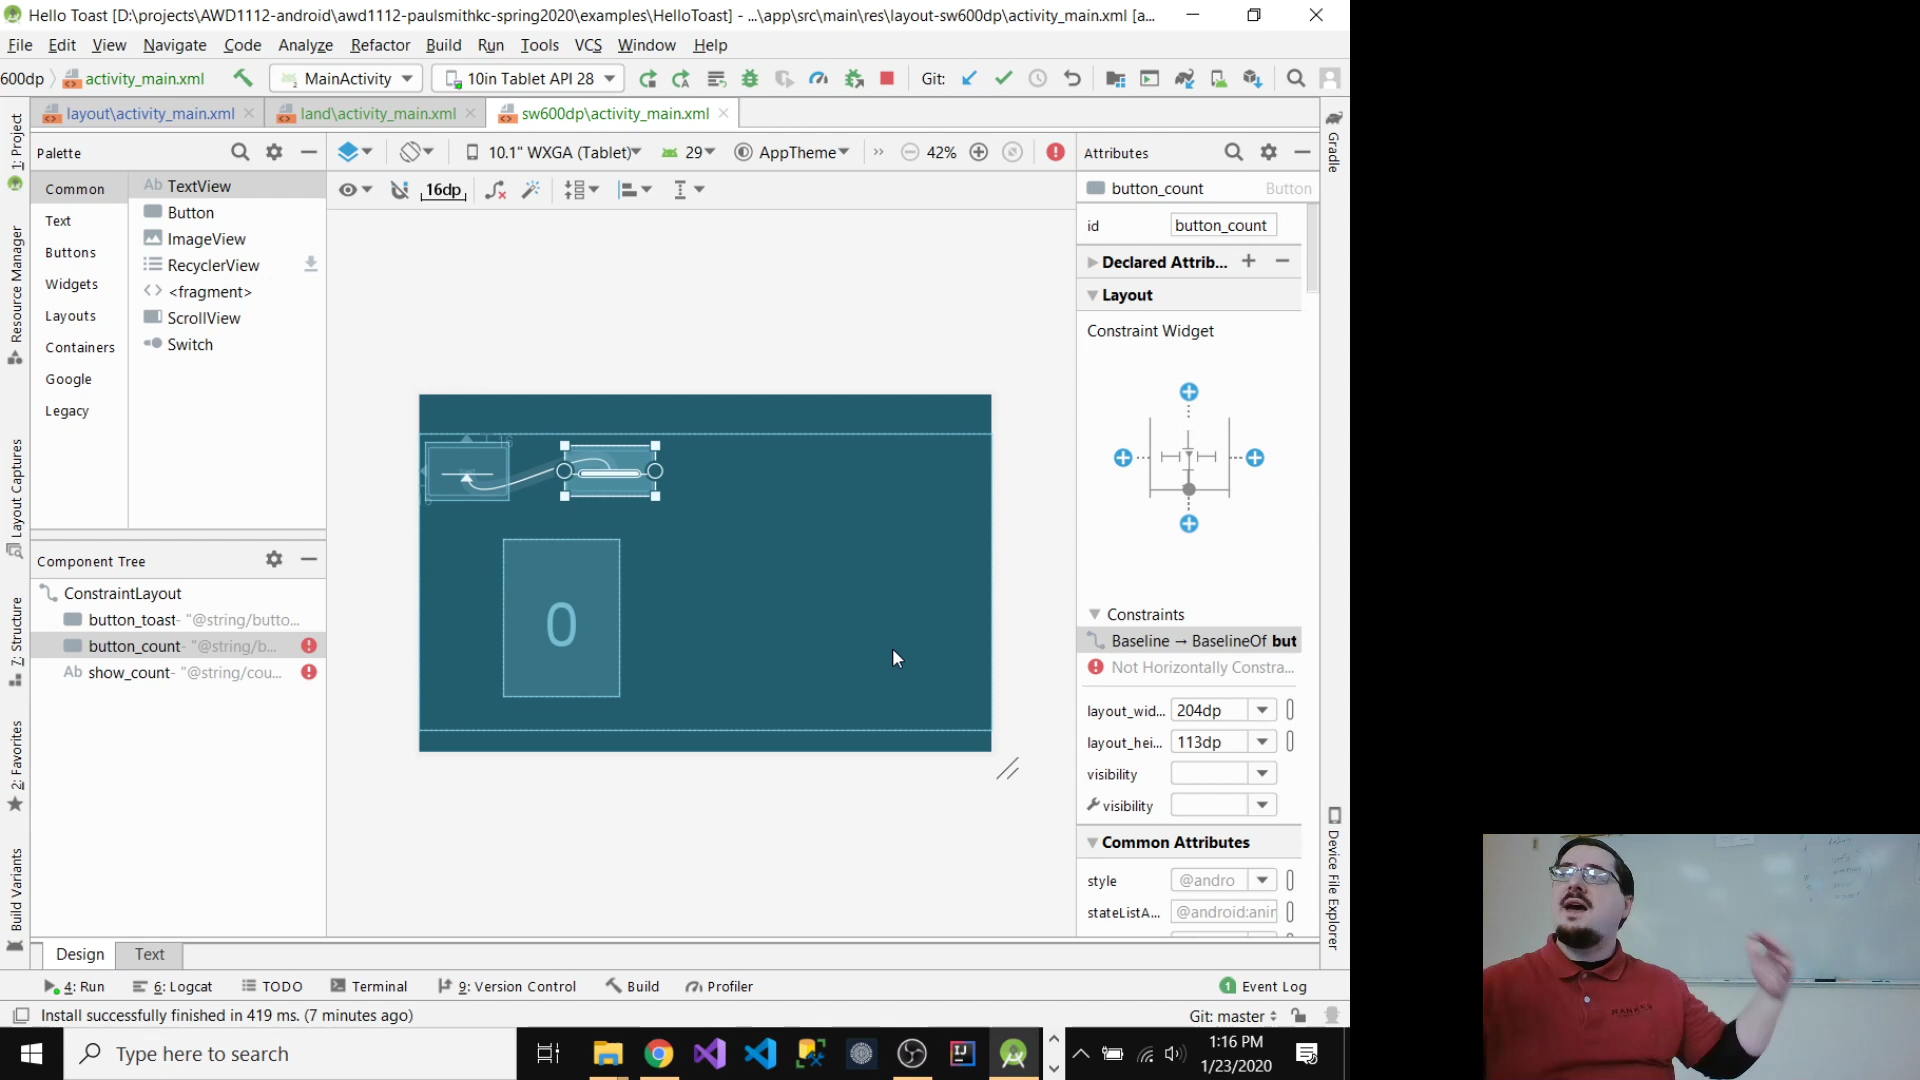 Hello Toast [D:\projects\AWD1112-android\awd1112-paulsmithkc-spring2020\examples\HelloToast] - ...\app\src\main\res\layout-sw600dp\activity_main.xml [a...
File Edit View Navigate Code Analyze Refactor Build Run Tools VCS Window Help
600dp activity_main.xml MainActivity 10in Tablet API 28 Git:
layout\activity_main.xml land\activity_main.xml sw600dp\activity_main.xml
Palette
10.1" WXGA (Tablet) 29 AppTheme » 42%
16dp
Common
Text
Buttons
Widgets
Layouts
Containers
Google
Legacy
Ab TextView
Button
ImageView
RecyclerView
<> <fragment>
ScrollView
Switch
Component Tree
ConstraintLayout
button_toast- "@string/butto...
button_count- "@string/b...
Ab show_count- "@string/cou...
0
Attributes
button_count Button
id button_count
Declared Attrib...
Layout
Constraint Widget
Constraints
Baseline → BaselineOf but
Not Horizontally Constra...
layout_wid... 204dp
layout_hei... 113dp
visibility
visibility
Common Attributes
style @andro
stateListA... @android:anir
1: Project
Resource Manager
Layout Captures
7: Structure
2: Favorites
Build Variants
Gradle
Device File Explorer
Design Text
4: Run 6: Logcat TODO Terminal 9: Version Control Build Profiler 1 Event Log
Install successfully finished in 419 ms. (7 minutes ago) Git: master
Type here to search
1:16 PM
1/23/2020